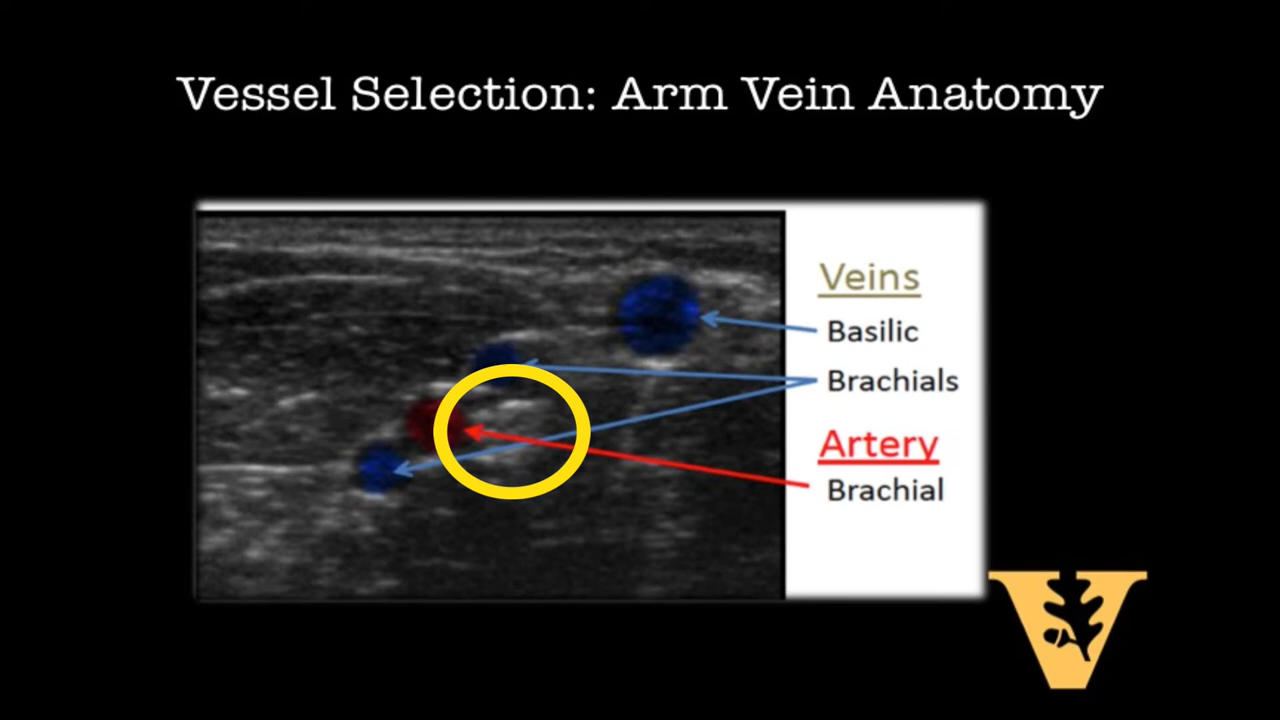 Vessel Selection: Arm Vein Anatomy
Veins
Basilic
Brachials
Artery
Brachial